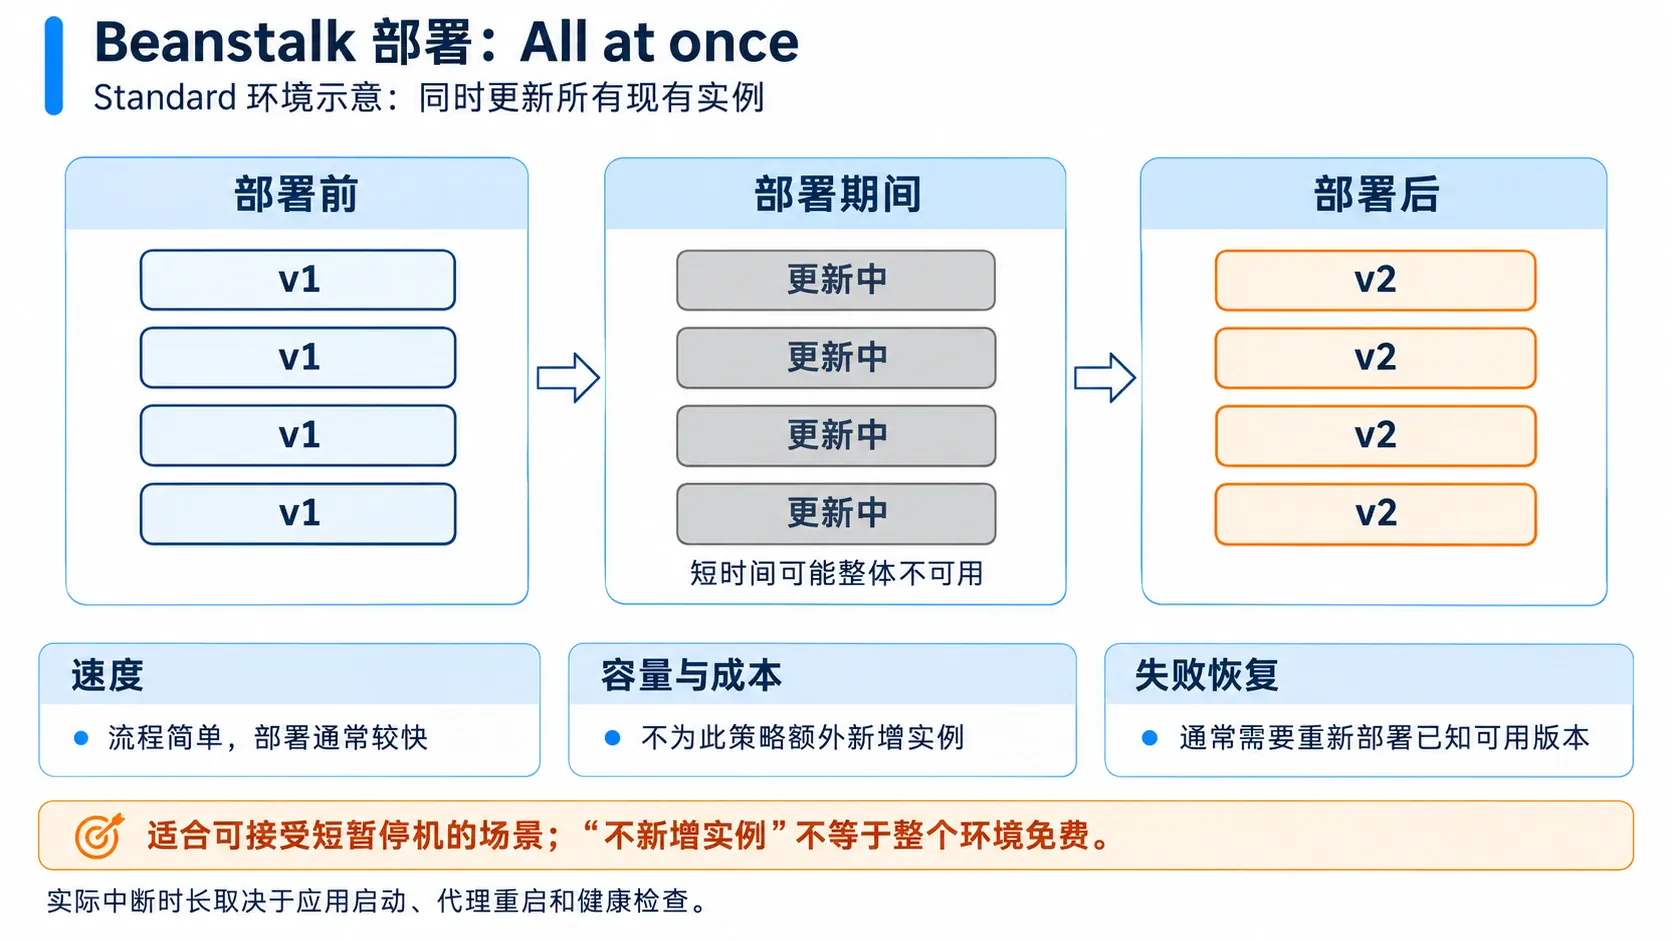 Beanstalk 部署：All at once
Standard 环境示意：同时更新所有现有实例
部署前
v1
v1
v1
v1
部署期间
更新中
更新中
更新中
更新中
短时间可能整体不可用
部署后
v2
v2
v2
v2
速度
流程简单，部署通常较快
容量与成本
不为此策略额外新增实例
失败恢复
通常需要重新部署已知可用版本
适合可接受短暂停机的场景；“不新增实例”不等于整个环境免费。
实际中断时长取决于应用启动、代理重启和健康检查。